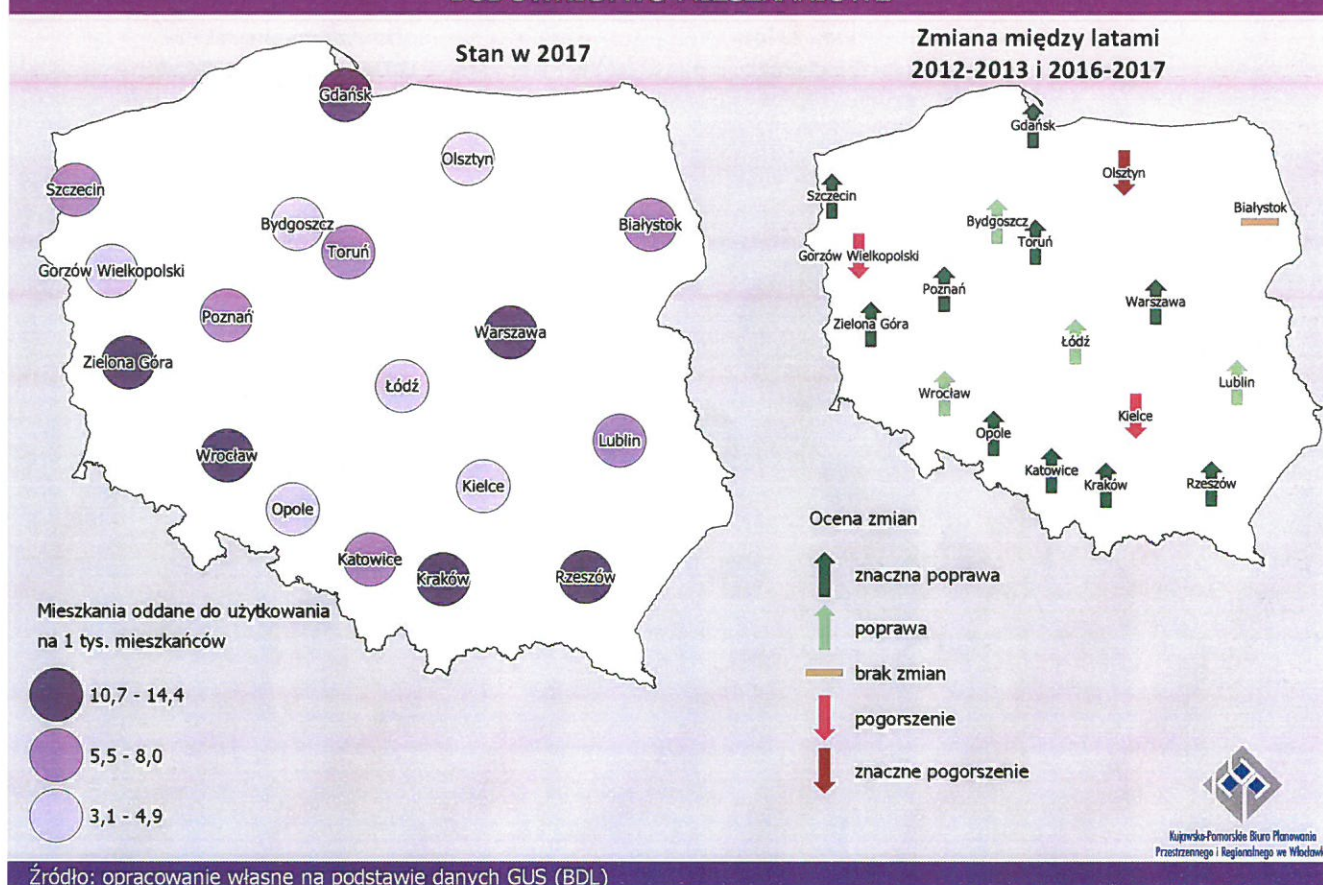 Stan w 2017
Gdańsk
Olsztyn
Szczecin
Bydgoszcz
Białystok
Toruń
Gorzów Wielkopolski
Poznań
Warszawa
Zielona Góra
Łódź
Lublin
Wrocław
Kielce
Opole
Katowice
Kraków
Rzeszów
Mieszkania oddane do użytkowania
na 1 tys. mieszkańców
10,7 - 14,4
5,5 - 8,0
3,1 - 4,9
Zmiana między latami
2012-2013 i 2016-2017
Gdańsk
Olsztyn
Szczecin
Białystok
Bydgoszcz
Toruń
Gorzów Wielkopolski
Poznań
Warszawa
Zielona Góra
Łódź
Lublin
Wrocław
Kielce
Opole
Katowice
Kraków
Rzeszów
Ocena zmian
znaczna poprawa
poprawa
brak zmian
pogorszenie
znaczne pogorszenie
Kujawsko-Pomorskie Biuro Planowania
Przestrzennego i Regionalnego we Włocławk
Źródło: opracowanie własne na podstawie danych GUS (BDL)